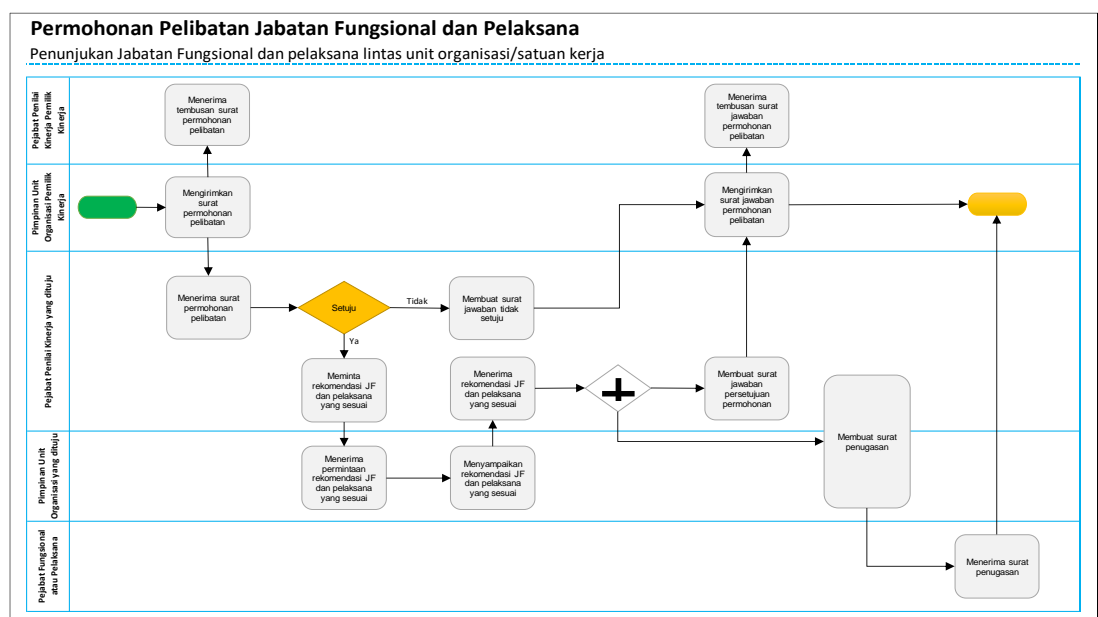 Permohonan Pelibatan Jabatan Fungsional dan Pelaksana
Penunjukan Jabatan Fungsional dan pelaksana lintas unit organisasi/satuan kerja
Pejabat Penilai
Kinerja Pemilik
Kinerja
Menerima
tembusan surat
permohonan
pelibatan
Menerima
tembusan surat
jawaban
permohonan
pelibatan
Pimpinan Unit
Organisasi Pemilik
Kinerja
Mengirimkan
surat
permohonan
pelibatan
Mengirimkan
surat jawaban
permohonan
pelibatan
Pejabat Penilai Kinerja yang dituju
Menerima surat
permohonan
pelibatan
Setuju
Tidak
Membuat surat
jawaban tidak
setuju
Ya
Meminta
rekomendasi JF
dan pelaksana
yang sesuai
Menerima
rekomendasi JF
dan pelaksana
yang sesuai
Membuat surat
jawaban
persetujuan
permohonan
Membuat surat
penugasan
Pimpinan Unit
Organisasi yang dituju
Menerima
permintaan
rekomendasi JF
dan pelaksana
yang sesuai
Menyampaikan
rekomendasi JF
dan pelaksana
yang sesuai
Pejabat Fungsional
atau Pelaksana
Menerima surat
penugasan